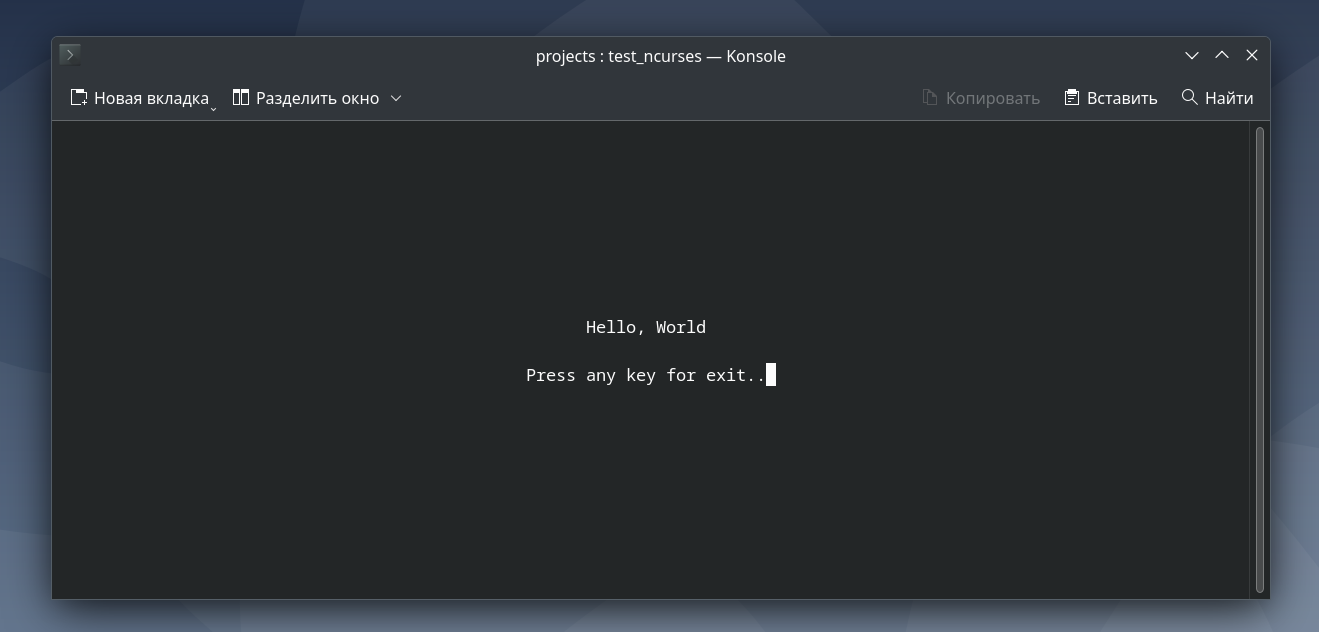 projects : test_ncurses — Konsole
Новая вкладка Разделить окно Копировать Вставить Найти
Hello, World
Press any key for exit..